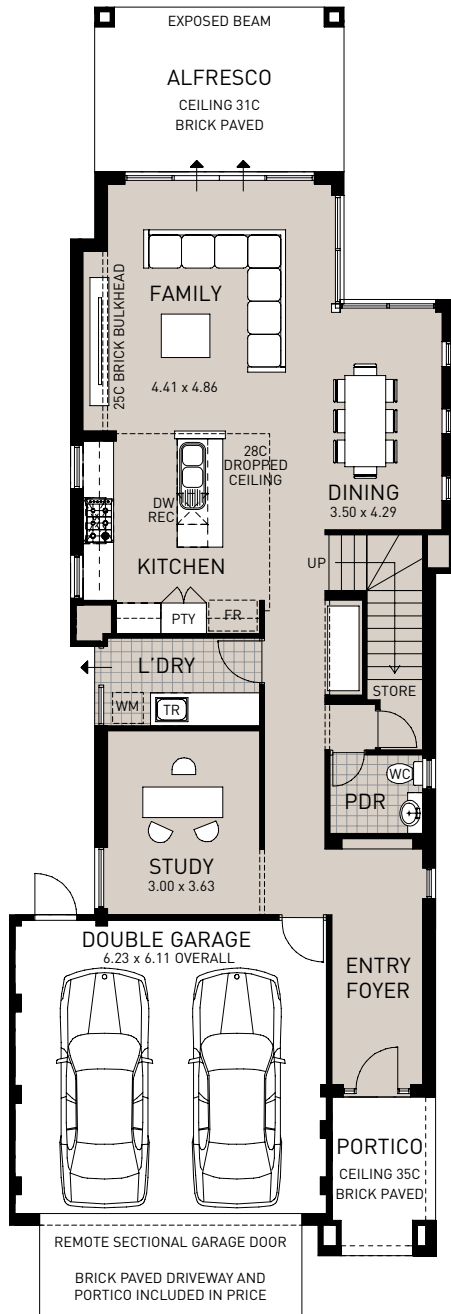 EXPOSED BEAM
ALFRESCO
CEILING 31C
BRICK PAVED
FAMILY
25C BRICK BULKHEAD
4.41 x 4.86
28C
DROPPED
CEILING
DW
REC
DINING
3.50 x 4.29
KITCHEN
UP
PTY
FR
L'DRY
STORE
WM
TR
WC
PDR
STUDY
3.00 x 3.63
DOUBLE GARAGE
6.23 x 6.11 OVERALL
ENTRY
FOYER
PORTICO
CEILING 35C
BRICK PAVED
REMOTE SECTIONAL GARAGE DOOR
BRICK PAVED DRIVEWAY AND
PORTICO INCLUDED IN PRICE